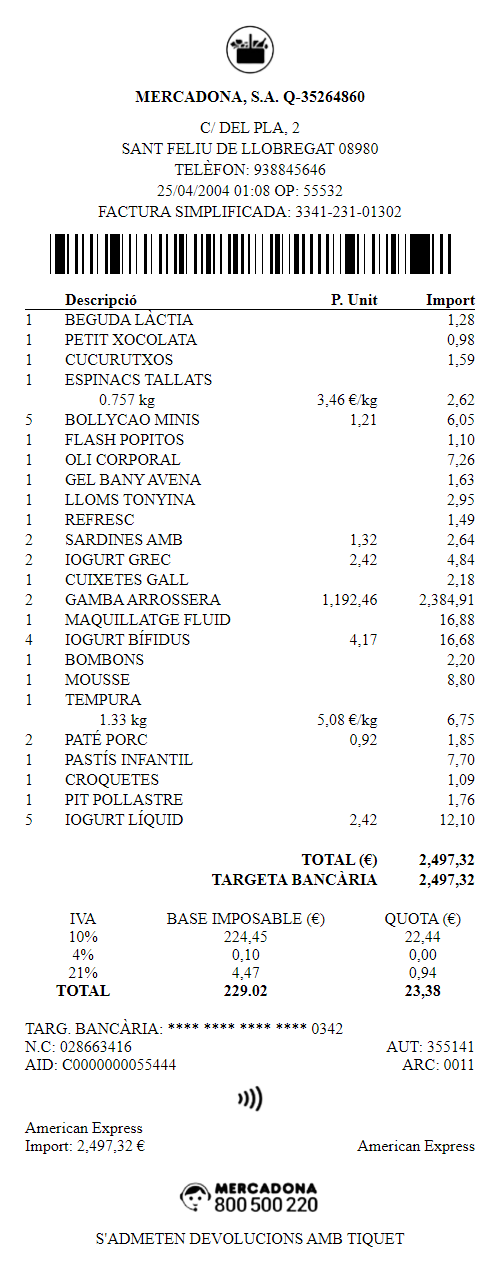 MERCADONA, S.A. Q-35264860
C/ DEL PLA, 2
SANT FELIU DE LLOBREGAT 08980
TELÈFON: 938845646
25/04/2004 01:08 OP: 55532
FACTURA SIMPLIFICADA: 3341-231-01302
Descripció P. Unit Import
1 BEGUDA LÀCTIA 1,28
1 PETIT XOCOLATA 0,98
1 CUCURUTXOS 1,59
1 ESPINACS TALLATS
0.757 kg 3,46 €/kg 2,62
5 BOLLYCAO MINIS 1,21 6,05
1 FLASH POPITOS 1,10
1 OLI CORPORAL 7,26
1 GEL BANY AVENA 1,63
1 LLOMS TONYINA 2,95
1 REFRESC 1,49
2 SARDINES AMB 1,32 2,64
2 IOGURT GREC 2,42 4,84
1 CUIXETES GALL 2,18
2 GAMBA ARROSSERA 1,192,46 2,384,91
1 MAQUILLATGE FLUID 16,88
4 IOGURT BÍFIDUS 4,17 16,68
1 BOMBONS 2,20
1 MOUSSE 8,80
1 TEMPURA
1.33 kg 5,08 €/kg 6,75
2 PATÉ PORC 0,92 1,85
1 PASTÍS INFANTIL 7,70
1 CROQUETES 1,09
1 PIT POLLASTRE 1,76
5 IOGURT LÍQUID 2,42 12,10
TOTAL (€) 2,497,32
TARGETA BANCÀRIA 2,497,32
IVA BASE IMPOSABLE (€) QUOTA (€)
10% 224,45 22,44
4% 0,10 0,00
21% 4,47 0,94
TOTAL 229.02 23,38
TARG. BANCÀRIA: **** **** **** **** 0342
N.C: 028663416 AUT: 355141
AID: C0000000055444 ARC: 0011
American Express
Import: 2,497,32 € American Express
MERCADONA
800 500 220
S'ADMETEN DEVOLUCIONS AMB TIQUET